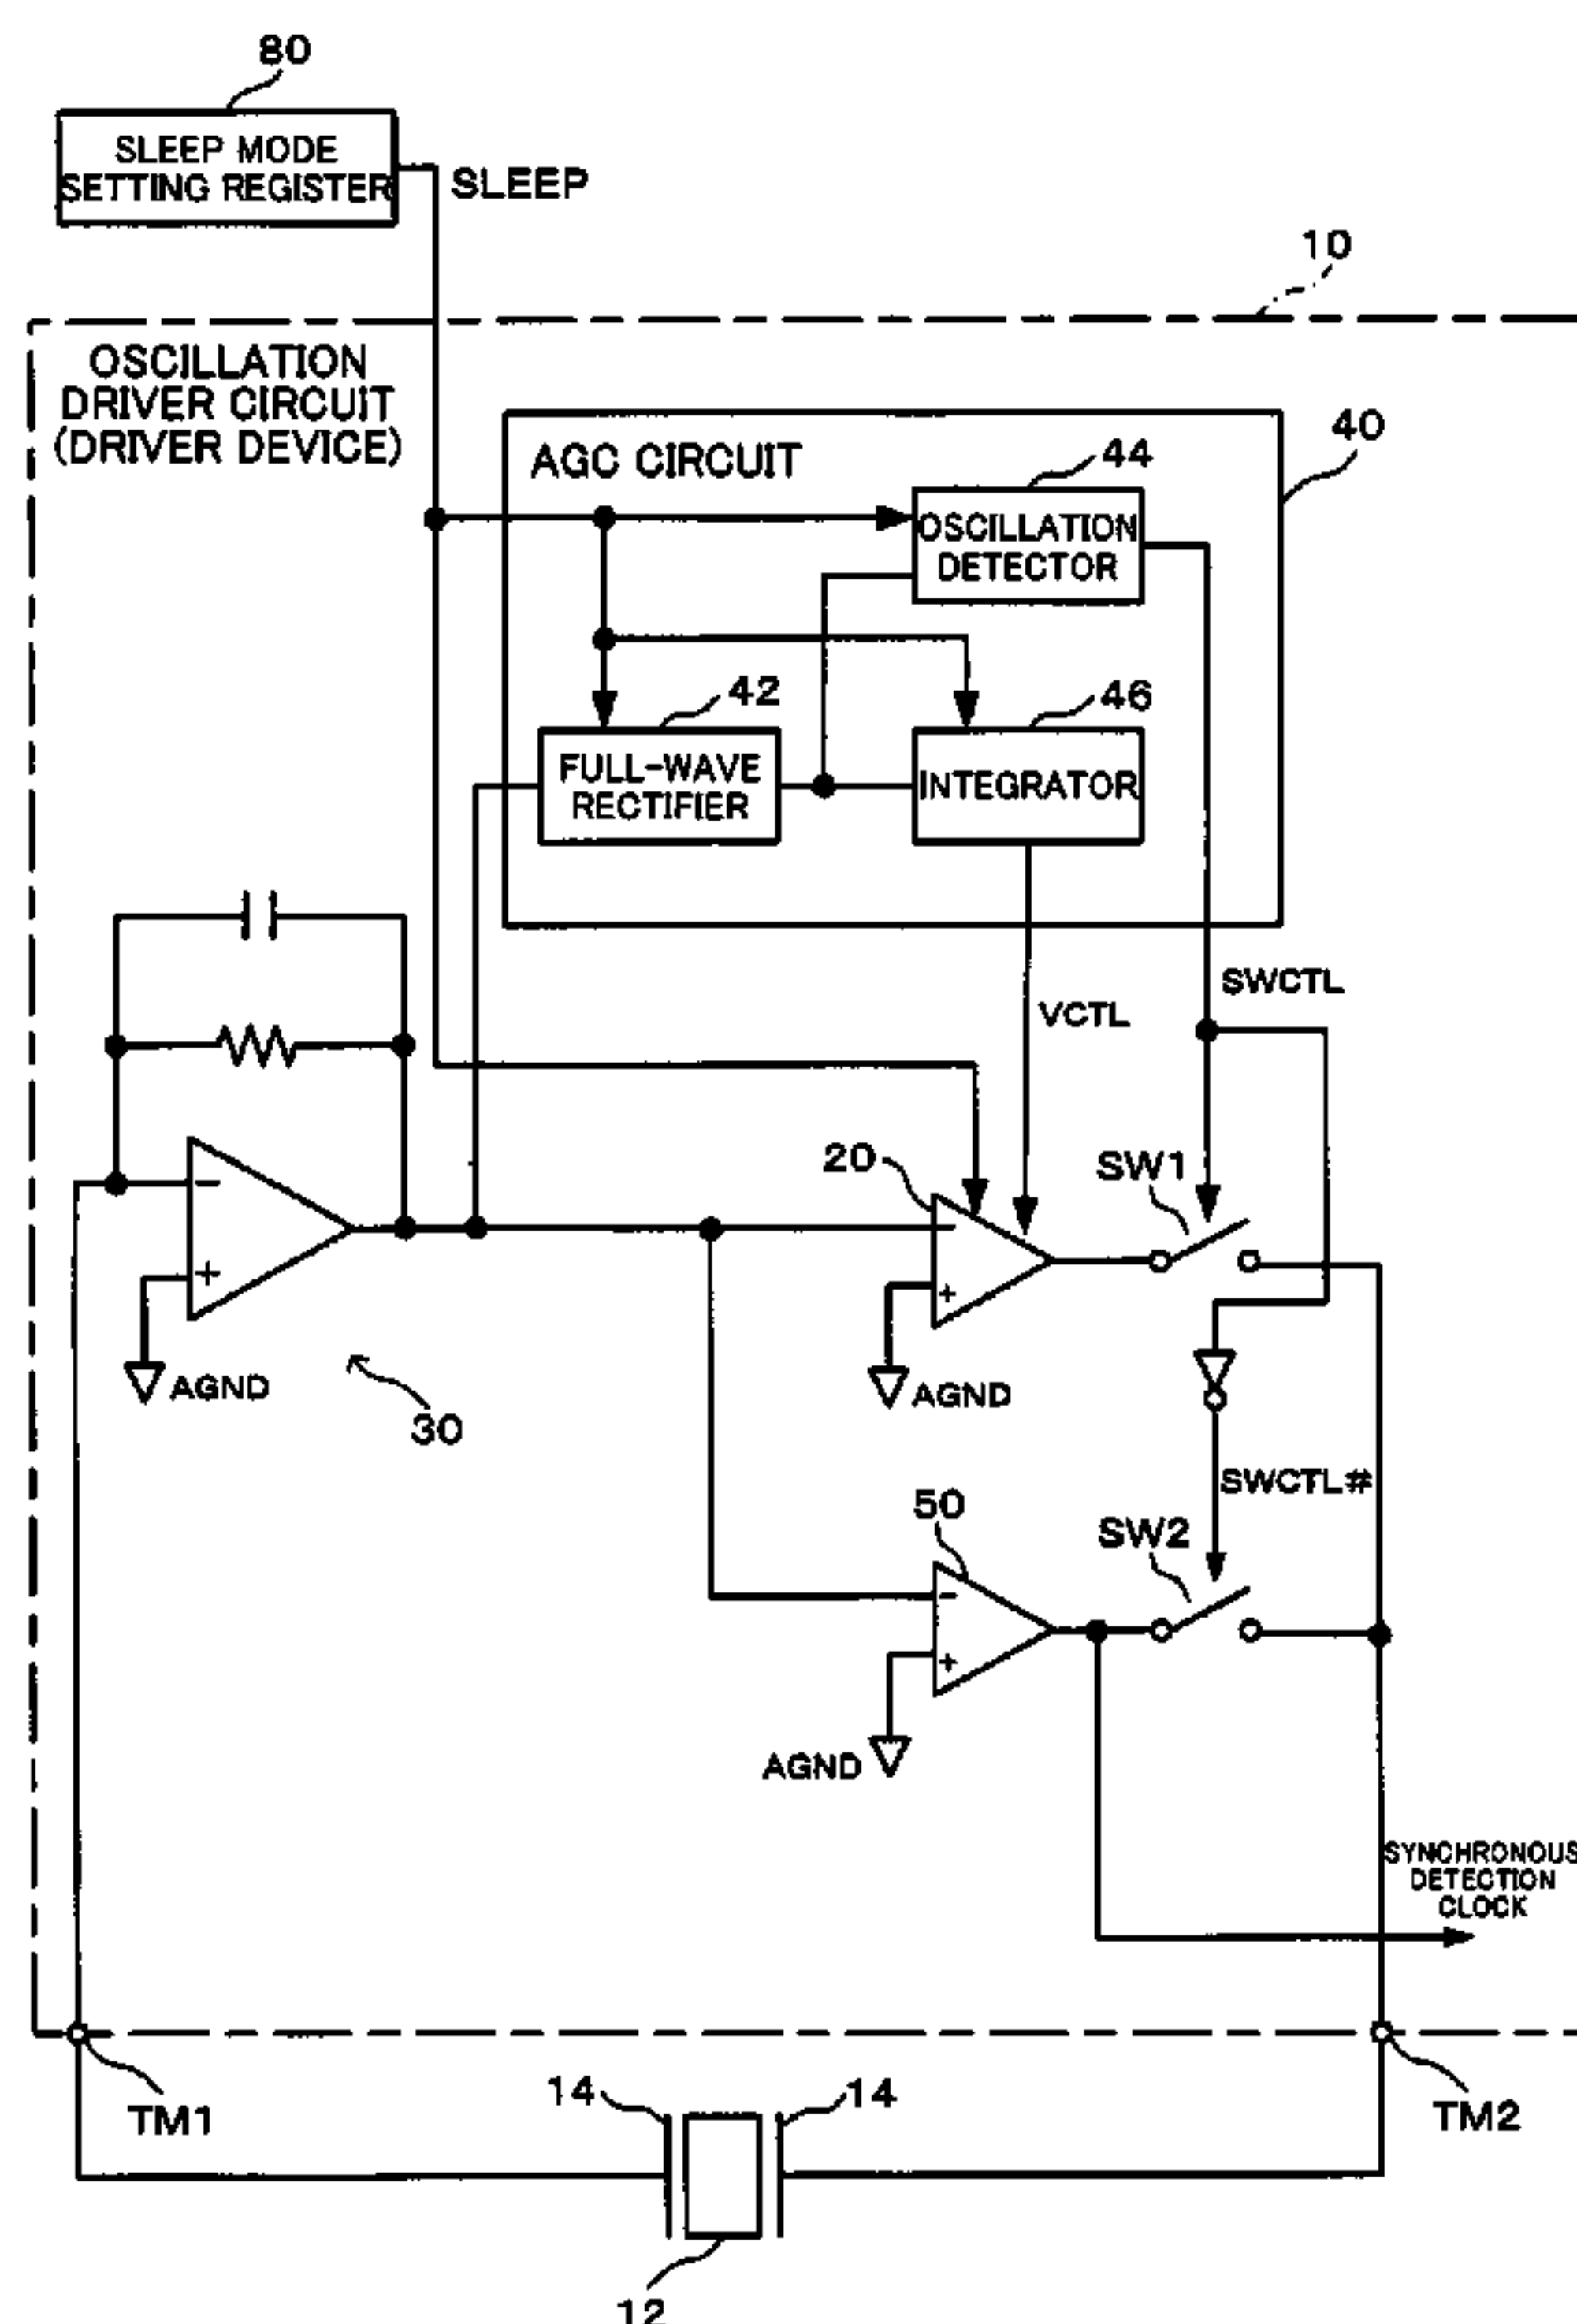 80
SLEEP MODE
SETTING REGISTER
SLEEP
10
OSCILLATION
DRIVER CIRCUIT
(DRIVER DEVICE)
AGC CIRCUIT
40
44
OSCILLATION
DETECTOR
42
46
FULL-WAVE
RECTIFIER
INTEGRATOR
SWCTL
VCTL
20
SW1
−
+
−
+
AGND
AGND
30
SWCTL#
50
SW2
−
+
AGND
SYNCHRONOUS
DETECTION
CLOCK
TM1
14
14
TM2
12